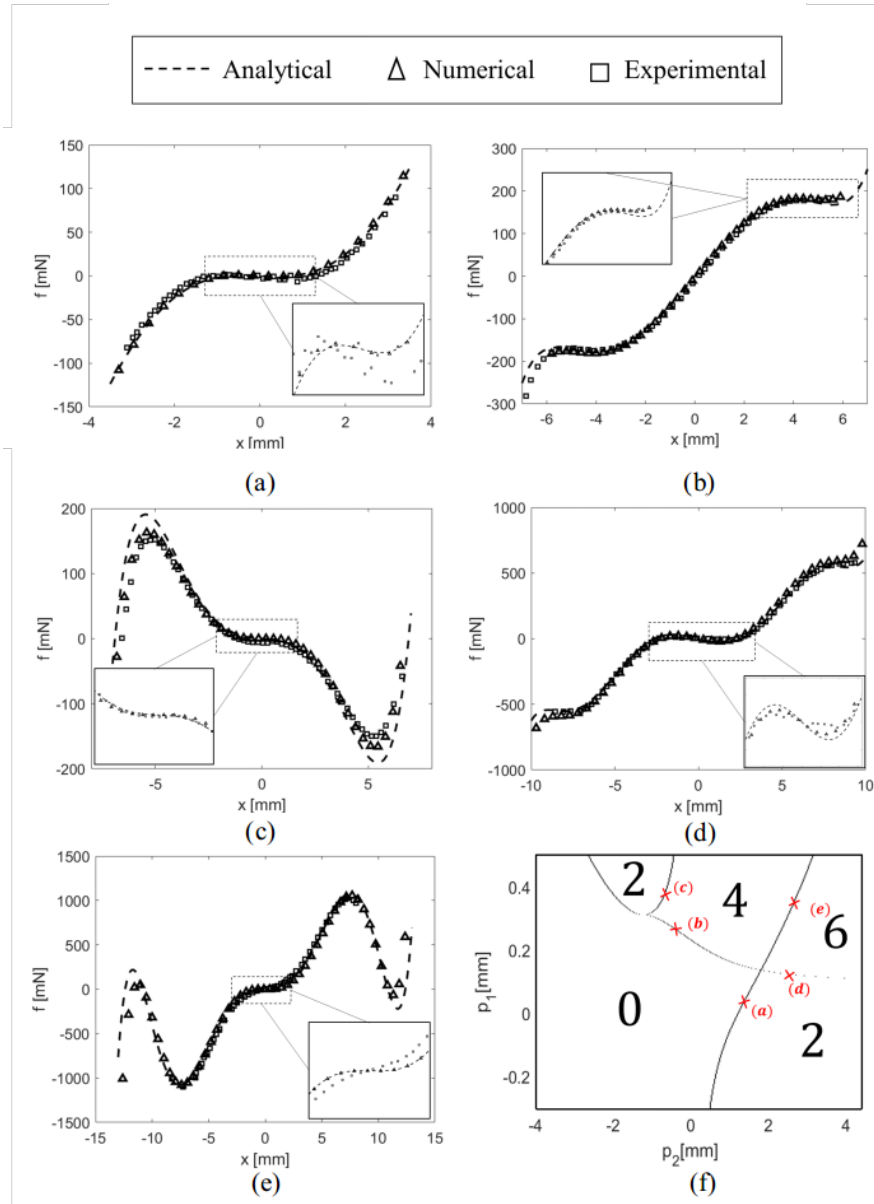 Analytical Numerical Experimental
150
100
50
0
-50
-100
-150
f [mN]
-4 -2 0 2 4
x [mm]
(a)
300
200
100
0
-100
-200
-300
f [mN]
-6 -4 -2 0 2 4 6
x [mm]
(b)
200
100
0
-100
-200
f [mN]
-5 0 5
x [mm]
(c)
1000
500
0
-500
-1000
f [mN]
-10 -5 0 5 10
x [mm]
(d)
1500
1000
500
0
-500
-1000
-1500
f [mN]
-15 -10 -5 0 5 10 15
x [mm]
(e)
0.4
0.2
0
-0.2
p1[mm]
2 (c) 4 (e)
(b) 6
(d)
0 (a)
2
-4 -2 0 2 4
p2[mm]
(f)